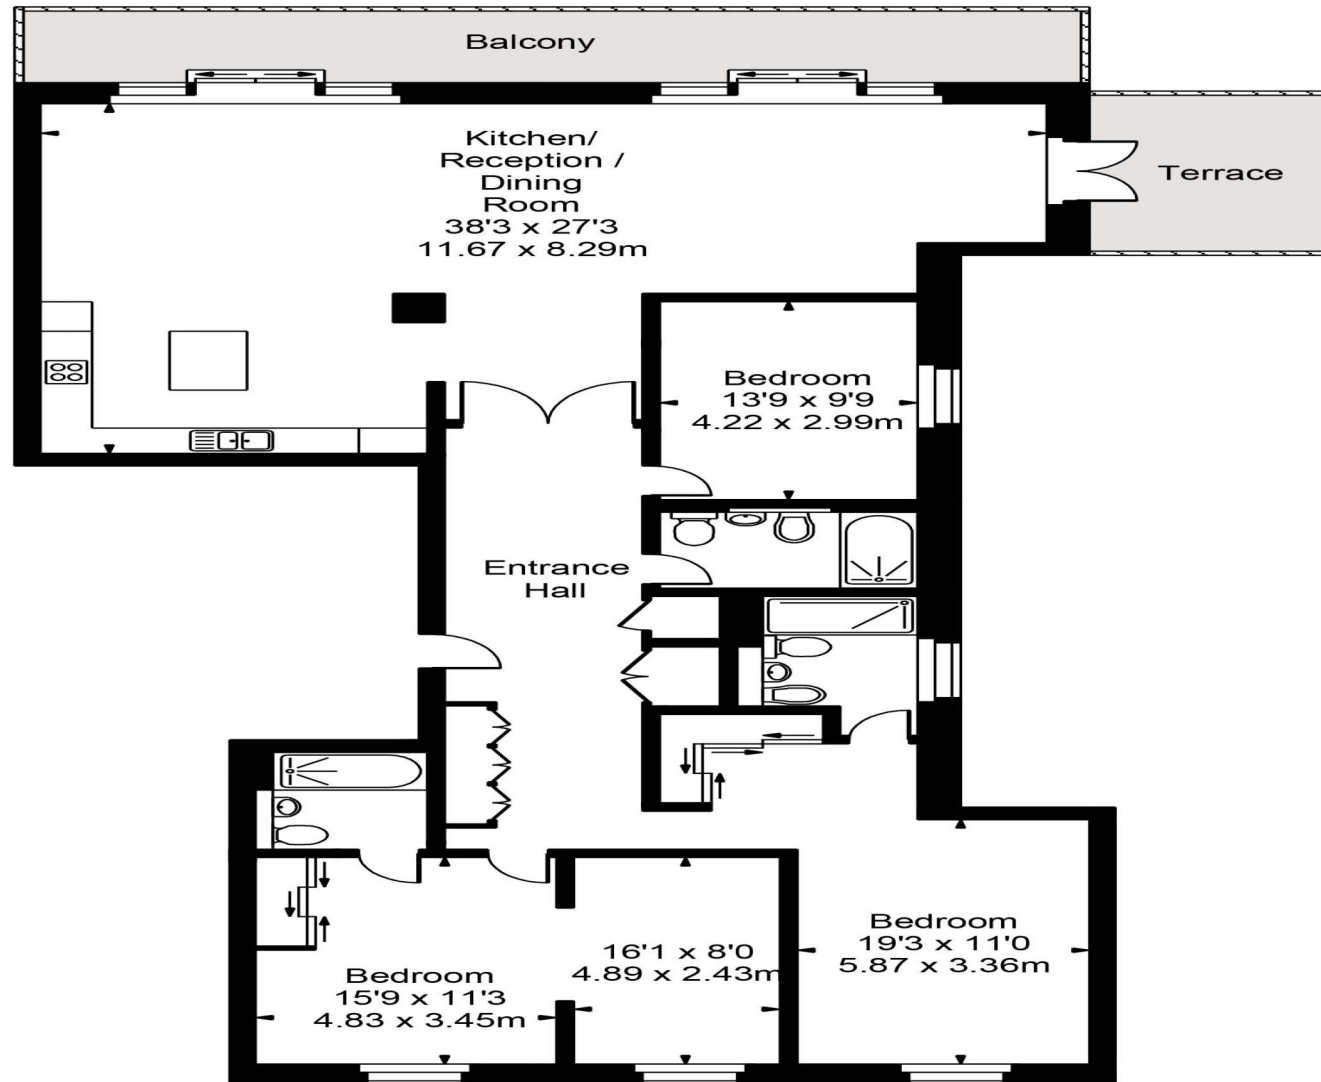 Balcony
Kitchen/
Reception /
Dining
Room
38'3 x 27'3
11.67 x 8.29m
Terrace
Bedroom
13'9 x 9'9
4.22 x 2.99m
Entrance
Hall
Bedroom
15'9 x 11'3
4.83 x 3.45m
16'1 x 8'0
4.89 x 2.43m
Bedroom
19'3 x 11'0
5.87 x 3.36m